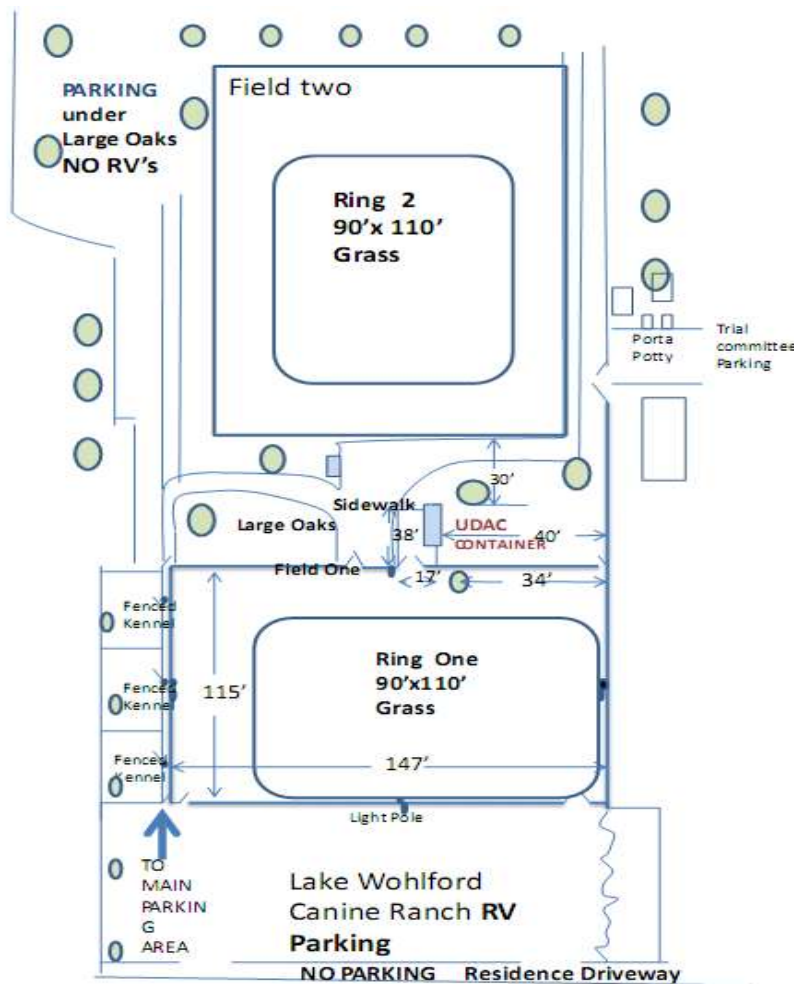 PARKING
under
Large Oaks
NO RV's
Field two
Ring 2
90'x 110'
Grass
Porta
Potty
Trial
committee
Parking
30'
Sidewalk
Large Oaks
38'
UDAC
CONTAINER
40'
Field One
17'
34'
Fenced
Kennel
Fenced
Kennel
Fenced
Kennel
115'
Ring One
90'x110'
Grass
147'
Light Pole
TO
MAIN
PARKIN
G
AREA
Lake Wohlford
Canine Ranch RV
Parking
NO PARKING Residence Driveway